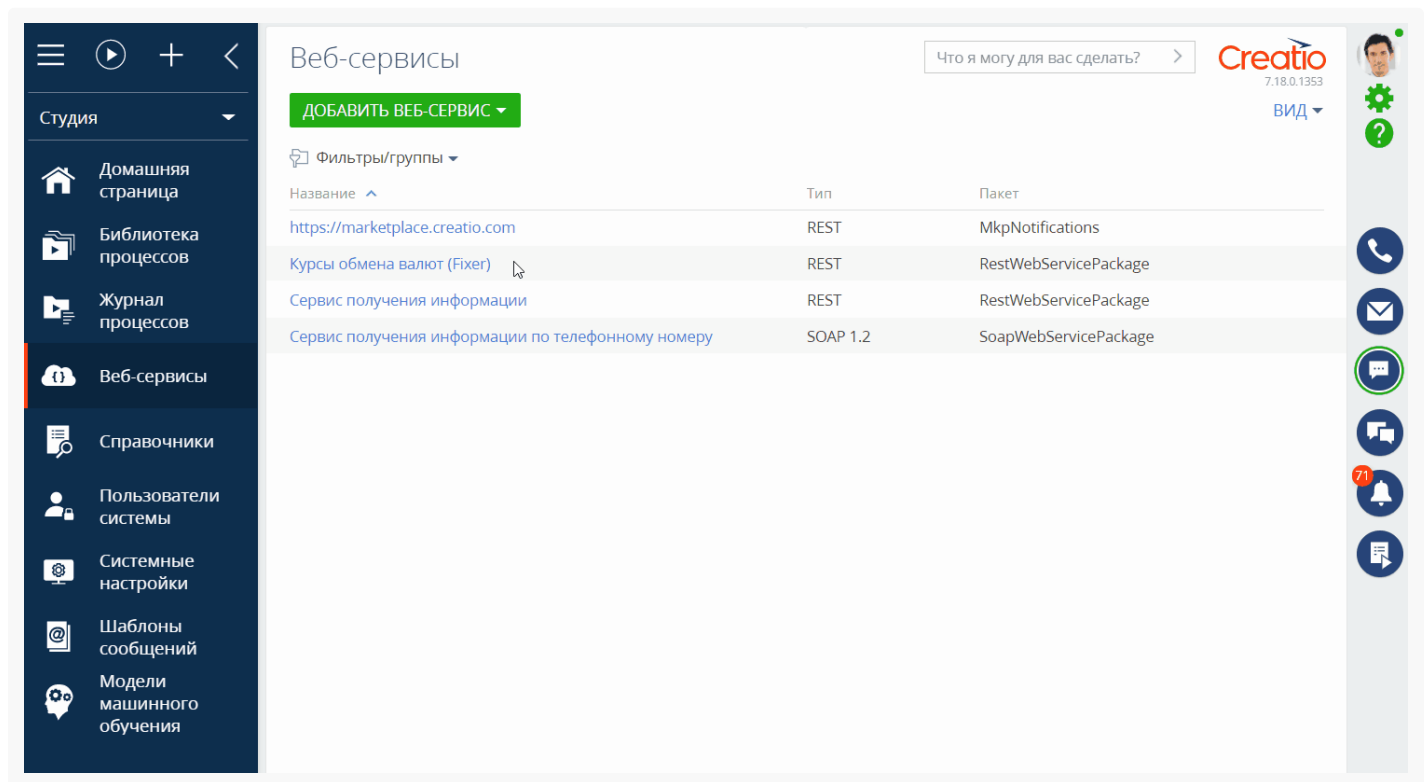 Веб-сервисы
Что я могу для вас сделать?
Creatio
7.18.0.1353
Студия
ДОБАВИТЬ ВЕБ-СЕРВИС
ВИД
Фильтры/группы
Название Тип Пакет
https://marketplace.creatio.com REST MkpNotifications
Курсы обмена валют (Fixer) REST RestWebServicePackage
Сервис получения информации REST RestWebServicePackage
Сервис получения информации по телефонному номеру SOAP 1.2 SoapWebServicePackage
Домашняя
страница
Библиотека
процессов
Журнал
процессов
Веб-сервисы
Справочники
Пользователи
системы
Системные
настройки
Шаблоны
сообщений
Модели
машинного
обучения
71